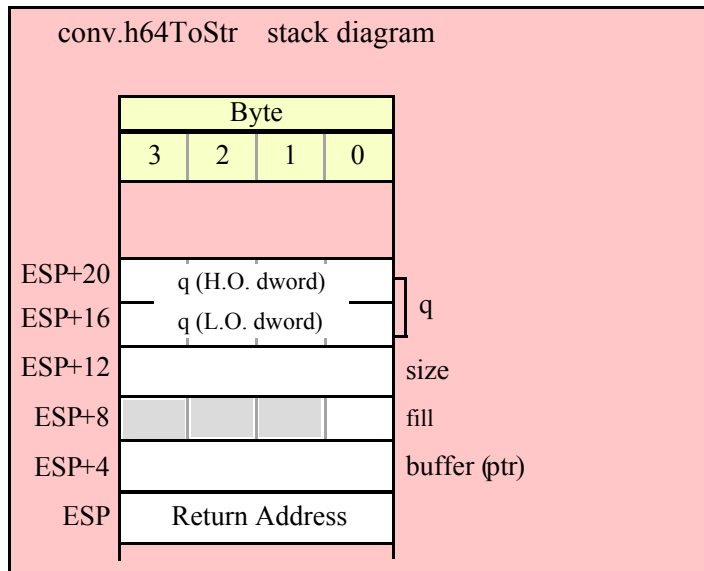 conv.h64ToStr stack diagram
Byte
3 2 1 0
ESP+20 q (H.O. dword)
q
ESP+16 q (L.O. dword)
ESP+12 size
ESP+8 fill
ESP+4 buffer (ptr)
ESP Return Address